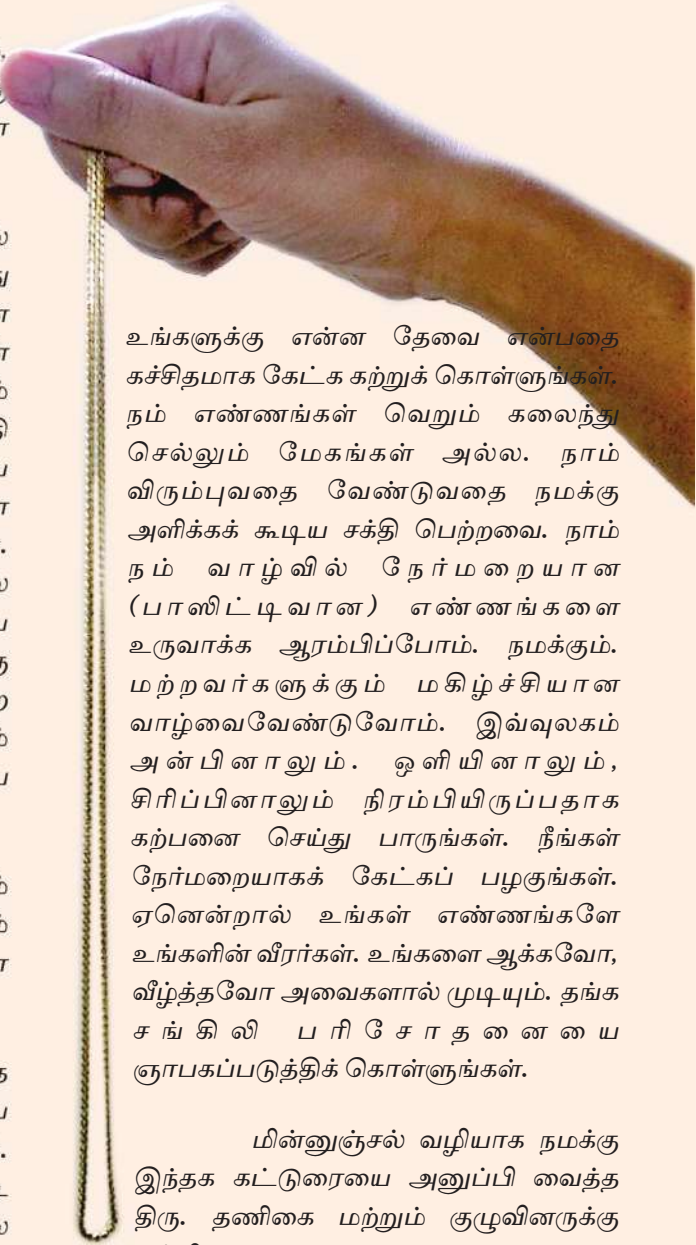 உங்களுக்கு என்ன தேவை என்பதை
கச்சிதமாக கேட்க கற்றுக் கொள்ளுங்கள்.
நம் எண்ணங்கள் வெறும் கலைந்து
செல்லும் மேகங்கள் அல்ல. நாம்
விரும்புவதை வேண்டுவதை நமக்கு
அளிக்கக் கூடிய சக்தி பெற்றவை. நாம்
நம் வாழ்வில் நேர்மறையான
(பாஸிட்டிவான) எண்ணங்களை
உருவாக்க ஆரம்பிப்போம். நமக்கும்.
மற்றவர்களுக்கும் மகிழ்ச்சியான
வாழ்வைவேண்டுவோம். இவ்வுலகம்
அன்பினாலும். ஒளியினாலும்,
சிரிப்பினாலும் நிரம்பியிருப்பதாக
கற்பனை செய்து பாருங்கள். நீங்கள்
நேர்மறையாகக் கேட்கப் பழகுங்கள்.
ஏனென்றால் உங்கள் எண்ணங்களே
உங்களின் வீரர்கள். உங்களை ஆக்கவோ,
வீழ்த்தவோ அவைகளால் முடியும். தங்க
சங்கிலி பரிசோதனையை
ஞாபகப்படுத்திக் கொள்ளுங்கள்.
மின்னுஞ்சல் வழியாக நமக்கு
இந்தக கட்டுரையை அனுப்பி வைத்த
திரு. தணிகை மற்றும் குழுவினருக்கு